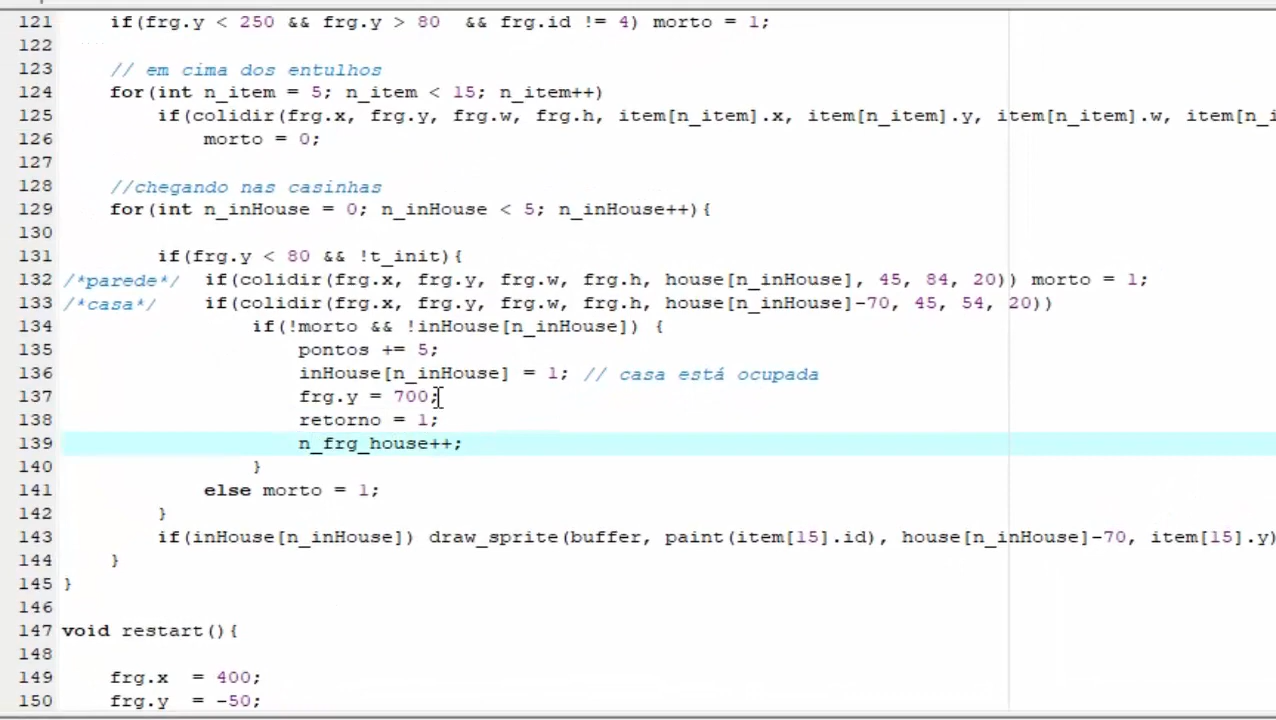 121 if(frg.y < 250 && frg.y > 80  && frg.id != 4) morto = 1;
122
123 // em cima dos entulhos
124 for(int n_item = 5; n_item < 15; n_item++)
125 if(colidir(frg.x, frg.y, frg.w, frg.h, item[n_item].x, item[n_item].y, item[n_item].w, item[n_i
126 morto = 0;
127
128 //chegando nas casinhas
129 for(int n_inHouse = 0; n_inHouse < 5; n_inHouse++){
130
131 if(frg.y < 80 && !t_init){
132 /*parede*/ if(colidir(frg.x, frg.y, frg.w, frg.h, house[n_inHouse], 45, 84, 20)) morto = 1;
133 /*casa*/ if(colidir(frg.x, frg.y, frg.w, frg.h, house[n_inHouse]-70, 45, 54, 20))
134 if(!morto && !inHouse[n_inHouse]) {
135 pontos += 5;
136 inHouse[n_inHouse] = 1; // casa está ocupada
137 frg.y = 700;
138 retorno = 1;
139 n_frg_house++;
140 }
141 else morto = 1;
142 }
143 if(inHouse[n_inHouse]) draw_sprite(buffer, paint(item[15].id), house[n_inHouse]-70, item[15].y)
144 }
145 }
146
147 void restart(){
148
149 frg.x  = 400;
150 frg.y  = -50;